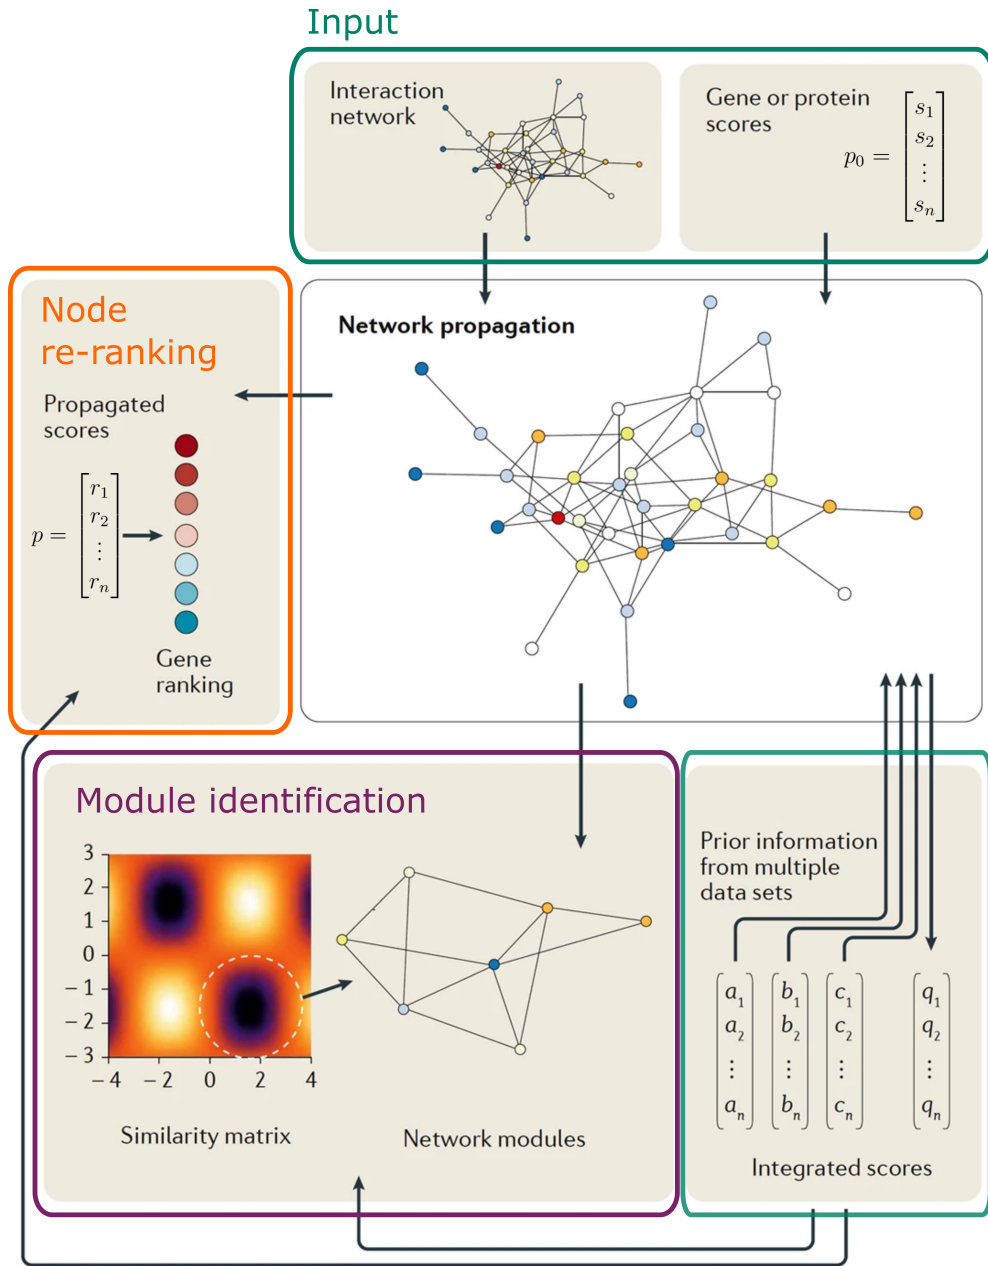 Input
Interaction
network
Gene or protein
scores
p₀ =
s₁
s₂
⋮
sₙ
Node
re-ranking
Propagated
scores
p =
r₁
r₂
⋮
rₙ
Gene
ranking
Network propagation
Module identification
3
2
1
0
−1
−2
−3
−4 −2 0 2 4
Similarity matrix
Network modules
Prior information
from multiple
data sets
a₁ b₁ c₁ q₁
a₂ b₂ c₂ q₂
⋮ ⋮ ⋮ ⋮
aₙ bₙ cₙ qₙ
Integrated scores